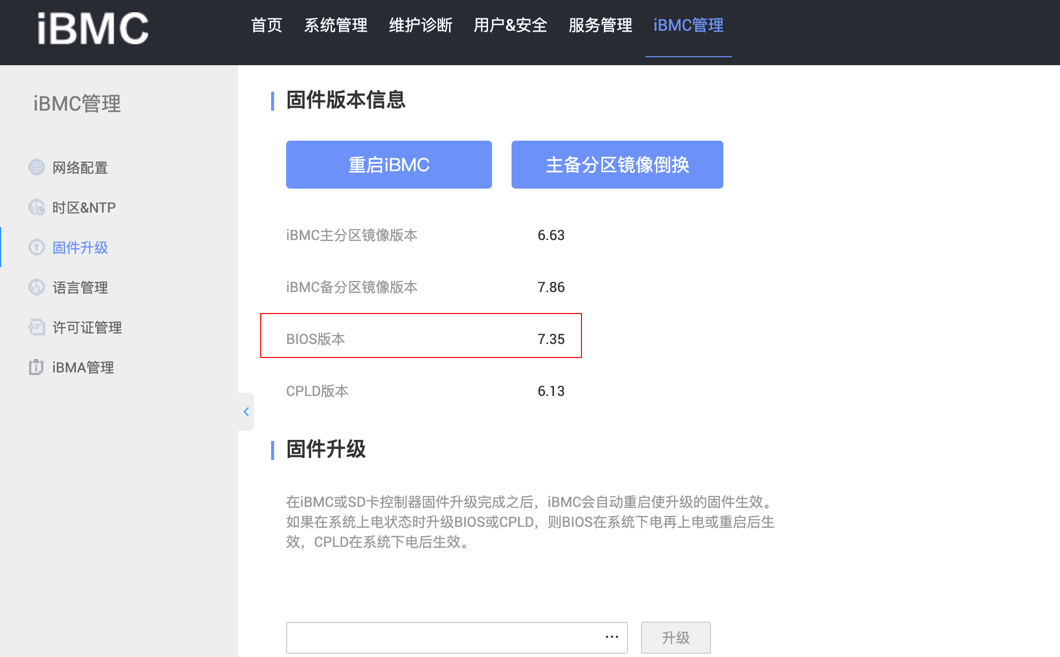 iBMC
首页 系统管理 维护诊断 用户&安全 服务管理 iBMC管理
iBMC管理
网络配置
时区&NTP
固件升级
语言管理
许可证管理
iBMA管理
固件版本信息
重启iBMC 主备分区镜像倒换
iBMC主分区镜像版本 6.63
iBMC备分区镜像版本 7.86
BIOS版本 7.35
CPLD版本 6.13
固件升级
在iBMC或SD卡控制器固件升级完成之后，iBMC会自动重启使升级的固件生效。
如果在系统上电状态时升级BIOS或CPLD，则BIOS在系统下电再上电或重启后生
效，CPLD在系统下电后生效。
··· 升级